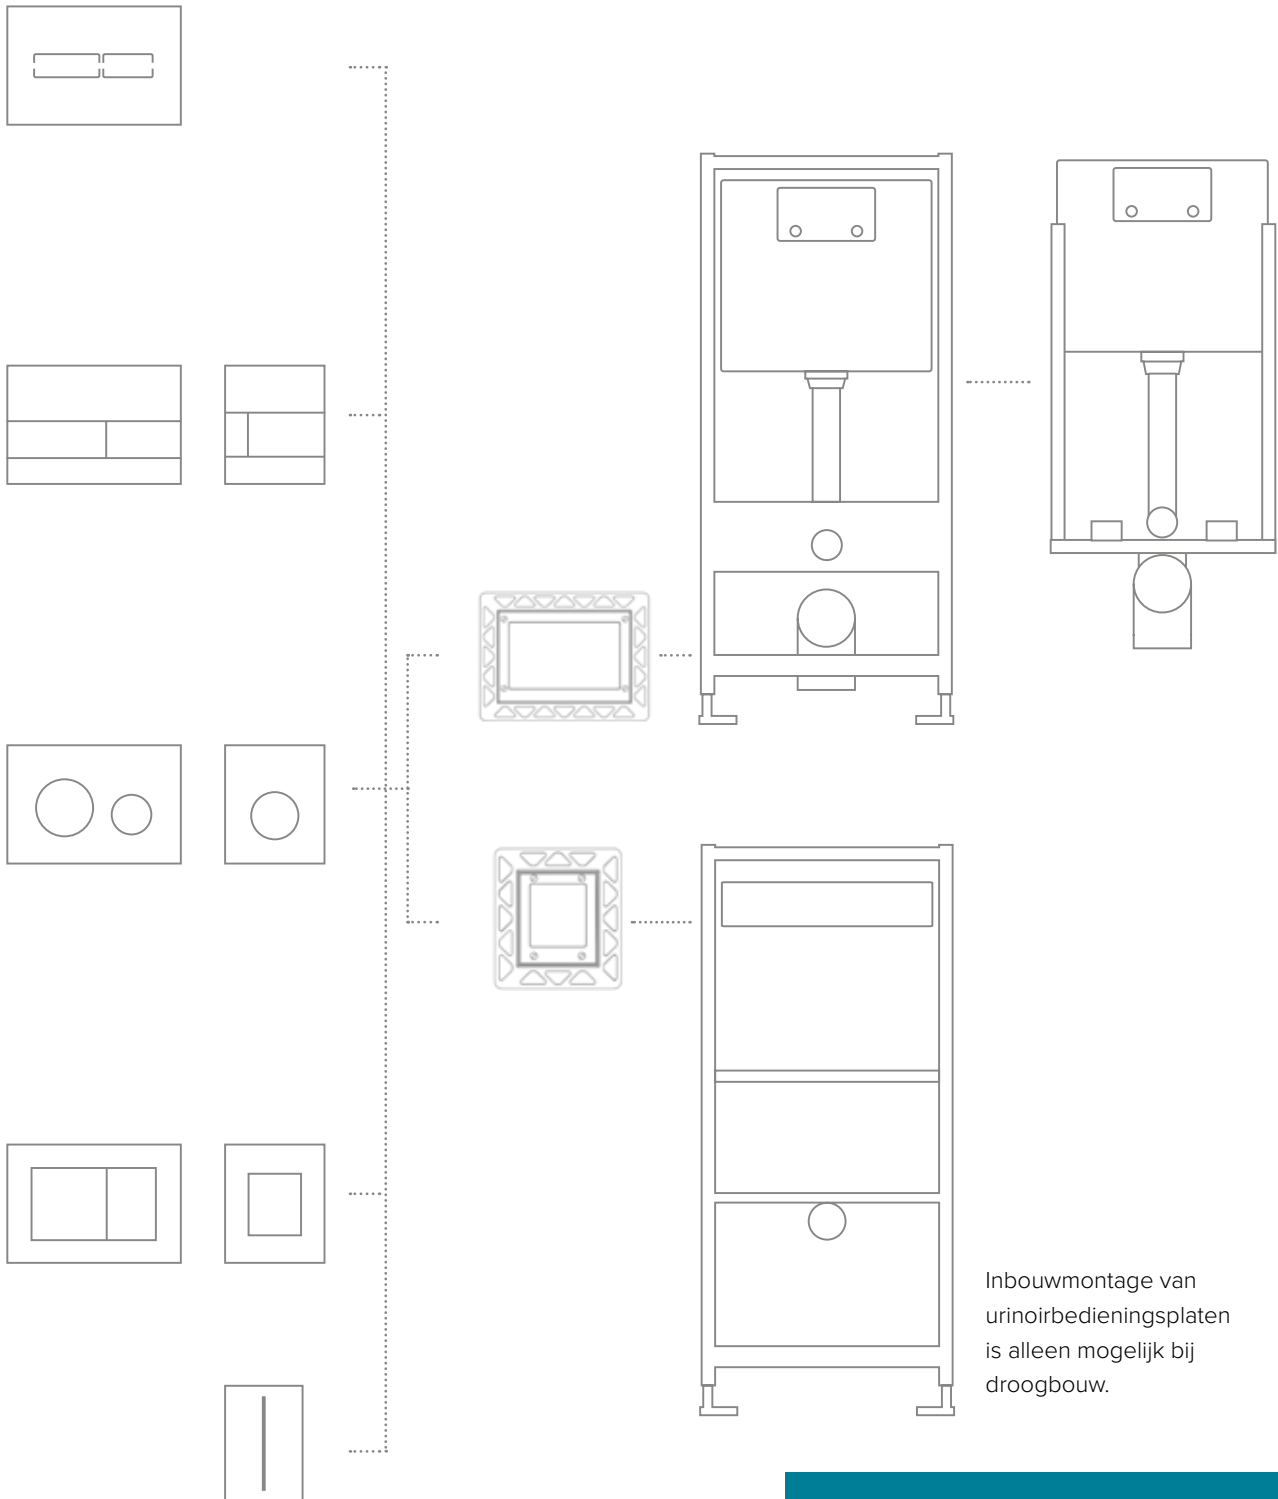 Inbouwmontage van
urinoirbedieningsplaten
is alleen mogelijk bij
droogbouw.